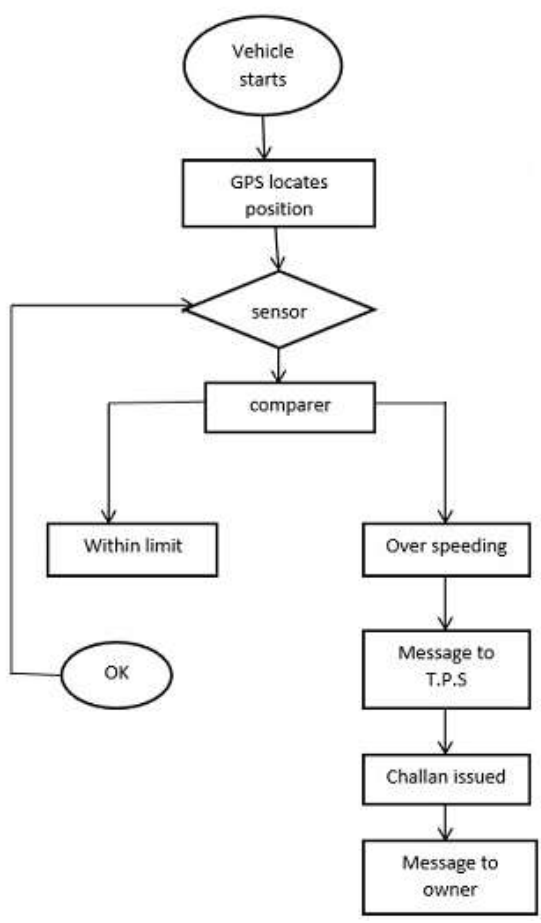 Vehicle
starts
GPS locates
position
sensor
comparer
Within limit
Over speeding
OK
Message to
T.P.S
Challan issued
Message to
owner